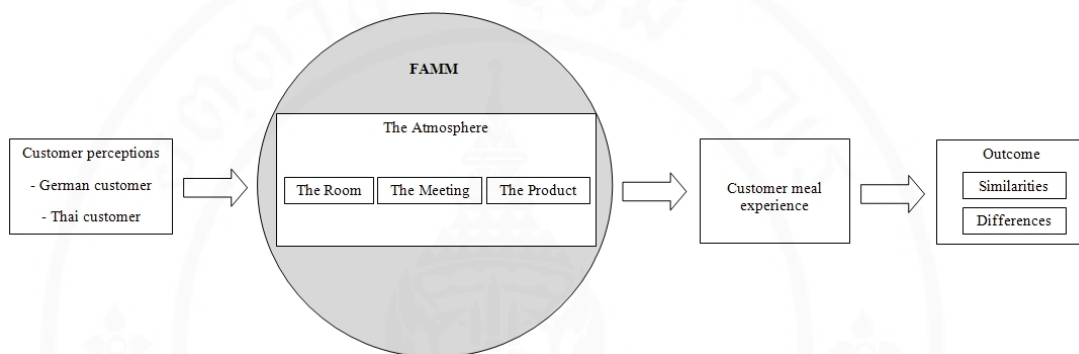 FAMM
The Atmosphere
Customer perceptions
- German customer
- Thai customer
The Room
The Meeting
The Product
Customer meal
experience
Outcome
Similarities
Differences